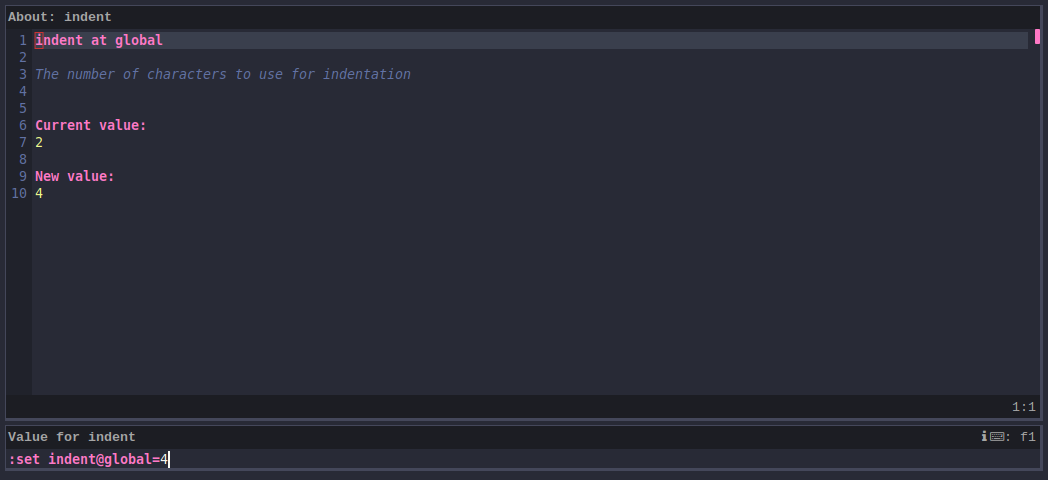 About: indent
1 indent at global
2
3 The number of characters to use for indentation
4
5
6 Current value:
7 2
8
9 New value:
10 4
1:1
Value for indent ℹ⌨: f1
:set indent@global=4